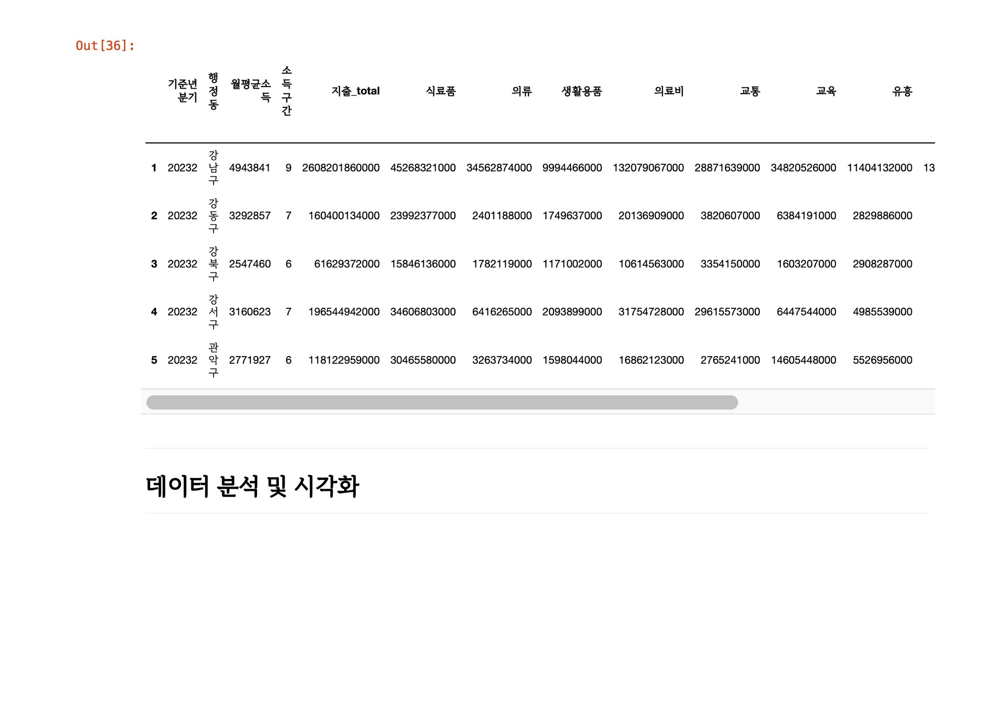 Out[36]:
기준년분기 행정동 월평균소득 소득구간 지출_total 식료품 의류 생활용품 의료비 교통 교육 유흥
1 20232 강남구 4943841 9 2608201860000 45268321000 34562874000 9994466000 132079067000 28871639000 34820526000 11404132000 13
2 20232 강동구 3292857 7 160400134000 23992377000 2401188000 1749637000 20136909000 3820607000 6384191000 2829886000
3 20232 강북구 2547460 6 61629372000 15846136000 1782119000 1171002000 10614563000 3354150000 1603207000 2908287000
4 20232 강서구 3160623 7 196544942000 34606803000 6416265000 2093899000 31754728000 29615573000 6447544000 4985539000
5 20232 관악구 2771927 6 118122959000 30465580000 3263734000 1598044000 16862123000 2765241000 14605448000 5526956000
데이터 분석 및 시각화